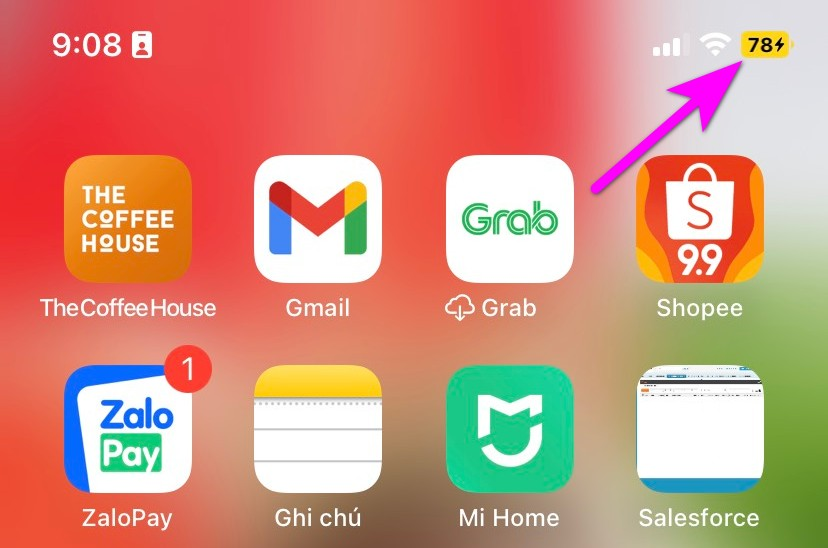 9:08
78
THE
COFFEE
HOUSE
Grab
S
9.9
TheCoffeeHouse
Gmail
Grab
Shopee
1
Zalo
Pay
ZaloPay
Ghi chú
Mi Home
Salesforce